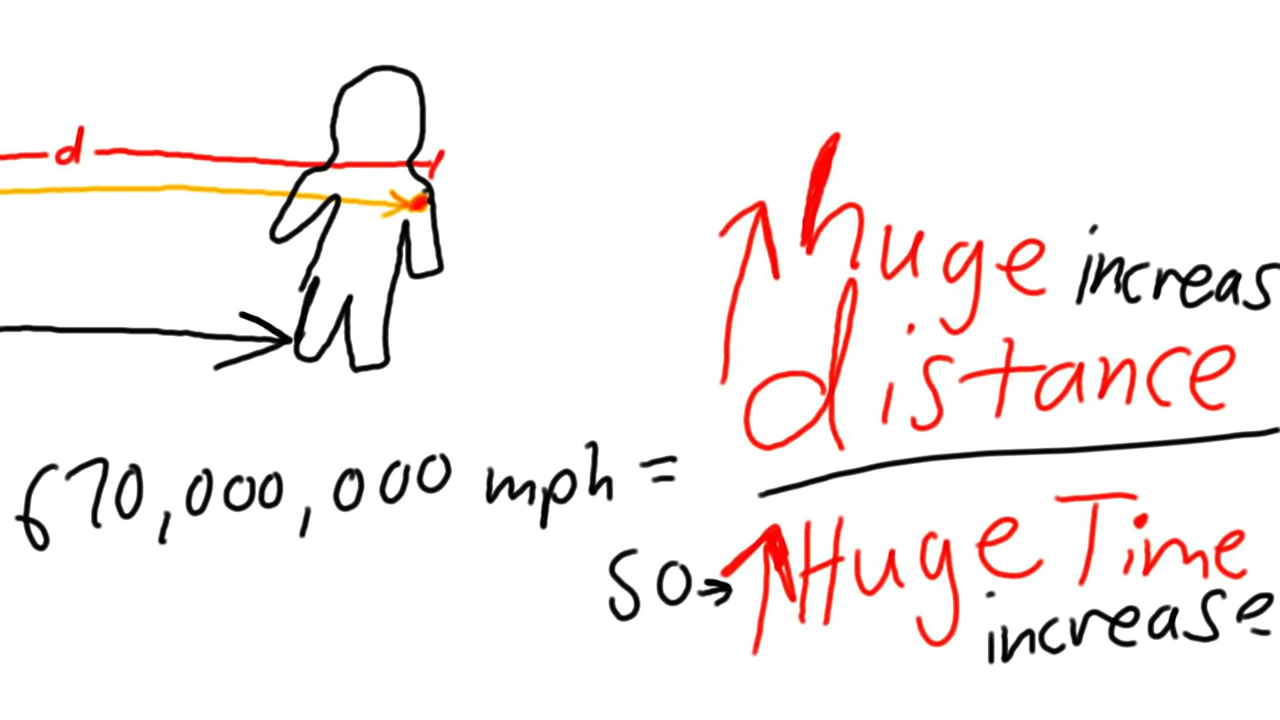 d
huge increas
distance
670,000,000 mph =
so → Huge Time
increase